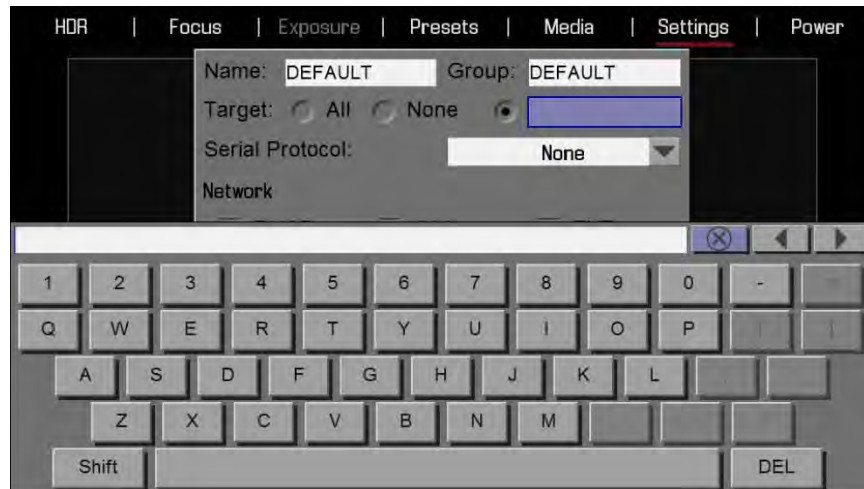 HDR | Focus | Exposure | Presets | Media | Settings | Power
Name: DEFAULT Group: DEFAULT
Target: All None
Serial Protocol: None
Network
1 2 3 4 5 6 7 8 9 0 -
Q W E R T Y U I O P
A S D F G H J K L
Z X C V B N M
Shift DEL